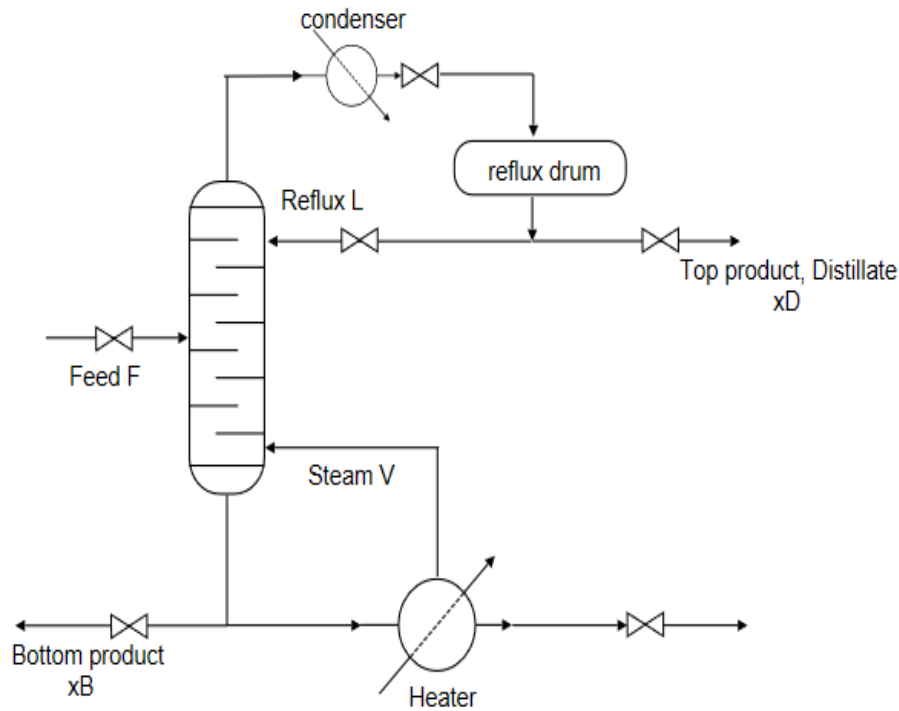 condenser
reflux drum
Reflux L
Top product, Distillate
xD
Feed F
Steam V
Bottom product
xB
Heater